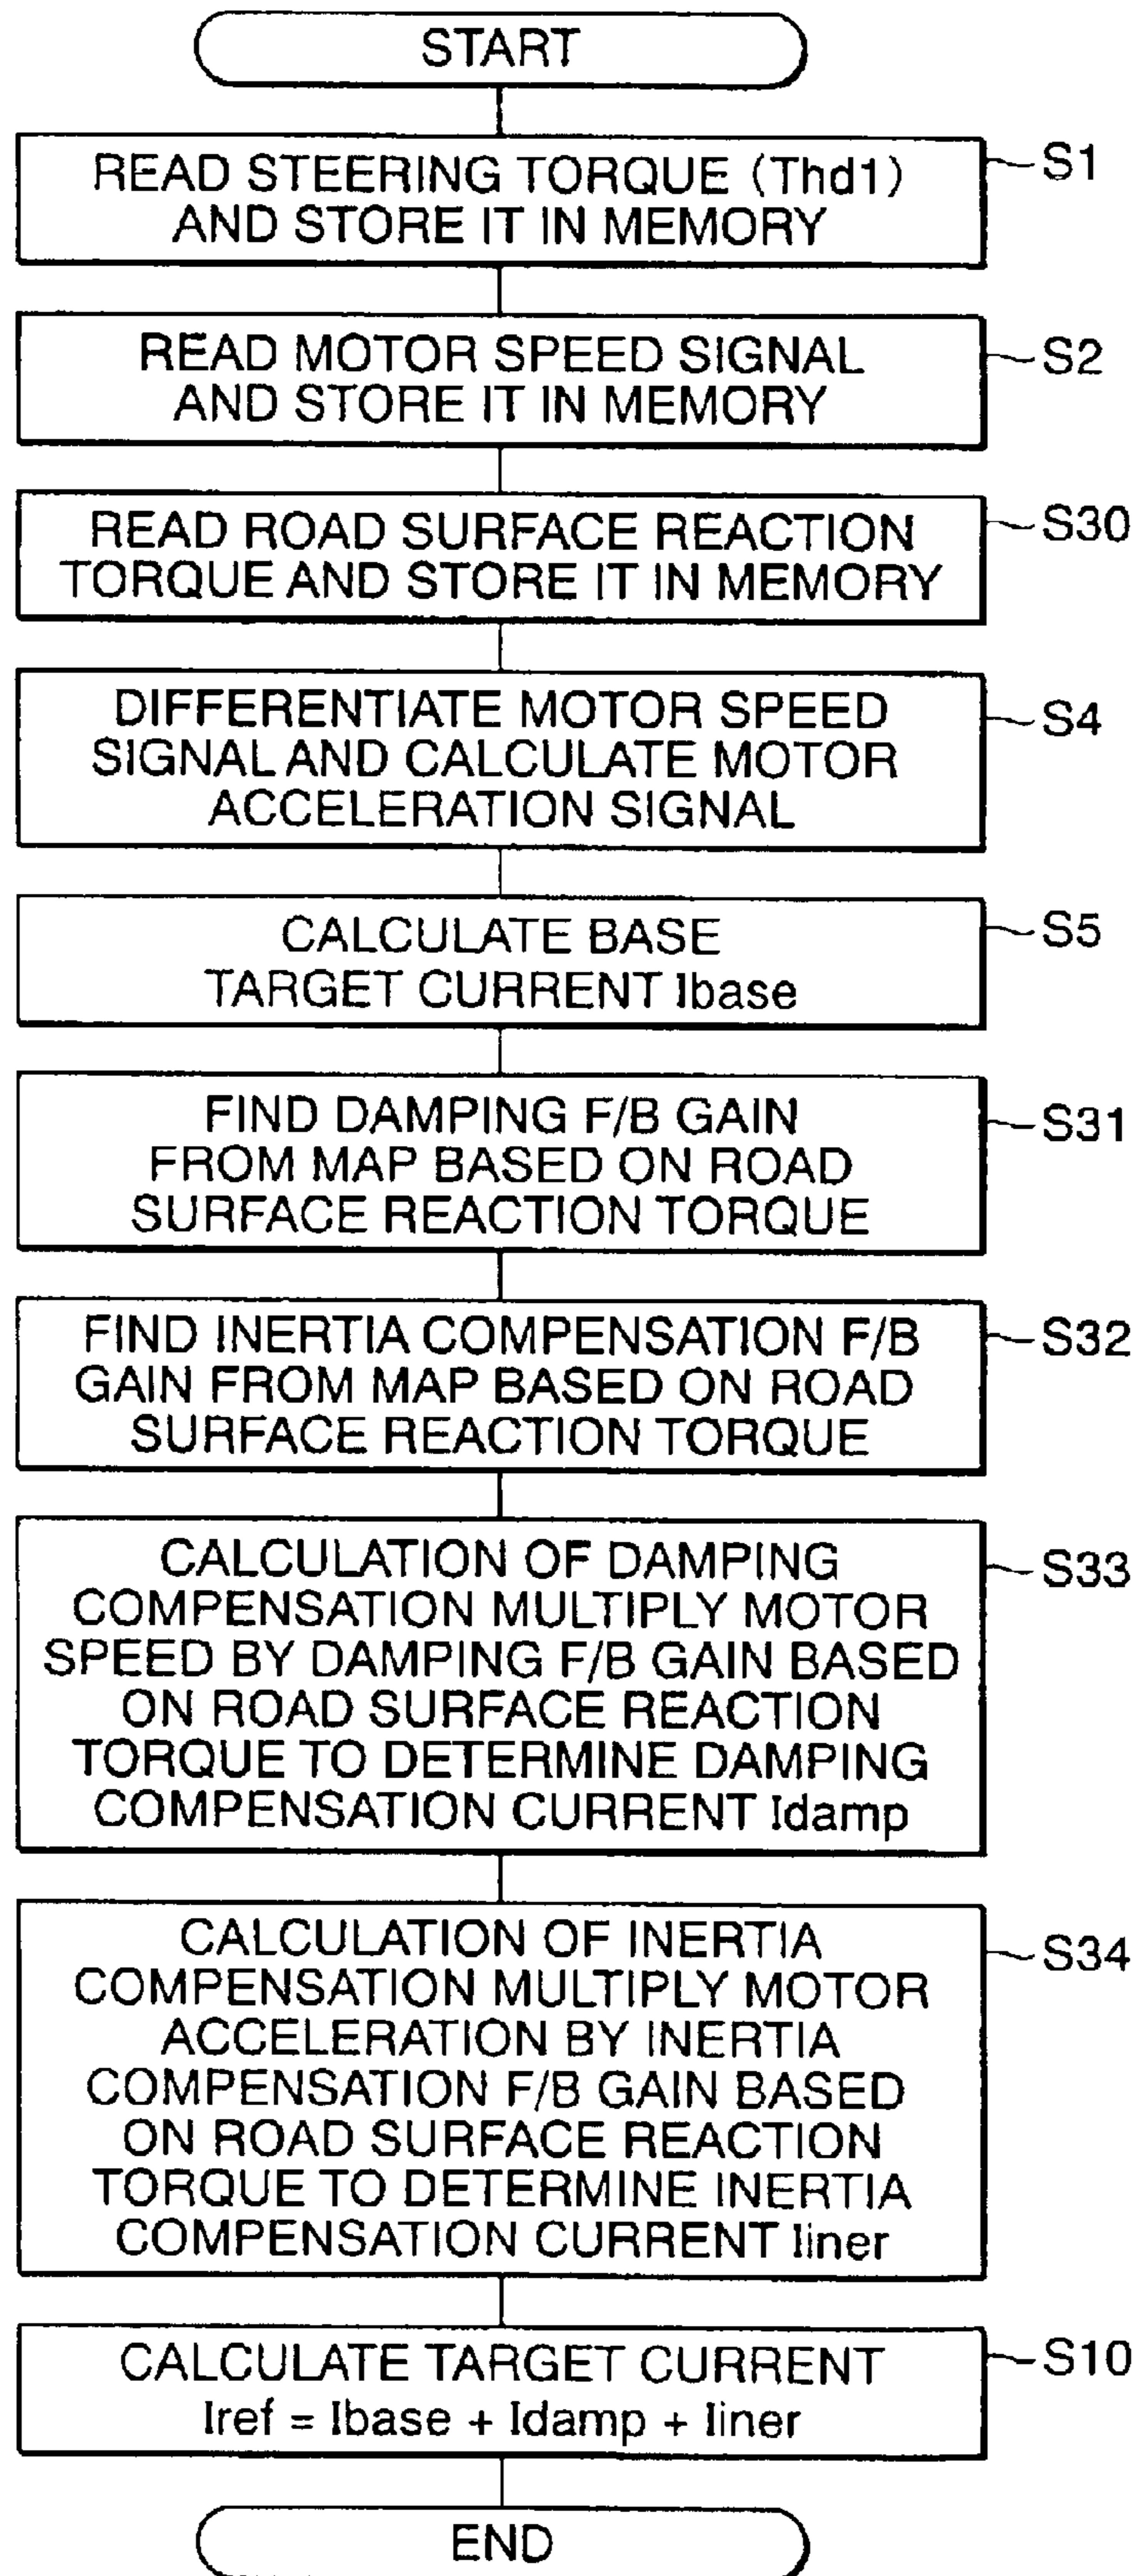 START
READ STEERING TORQUE (Thd1)
AND STORE IT IN MEMORY
S1
READ MOTOR SPEED SIGNAL
AND STORE IT IN MEMORY
S2
READ ROAD SURFACE REACTION
TORQUE AND STORE IT IN MEMORY
S30
DIFFERENTIATE MOTOR SPEED
SIGNAL AND CALCULATE MOTOR
ACCELERATION SIGNAL
S4
CALCULATE BASE
TARGET CURRENT Ibase
S5
FIND DAMPING F/B GAIN
FROM MAP BASED ON ROAD
SURFACE REACTION TORQUE
S31
FIND INERTIA COMPENSATION F/B
GAIN FROM MAP BASED ON ROAD
SURFACE REACTION TORQUE
S32
CALCULATION OF DAMPING
COMPENSATION MULTIPLY MOTOR
SPEED BY DAMPING F/B GAIN BASED
ON ROAD SURFACE REACTION
TORQUE TO DETERMINE DAMPING
COMPENSATION CURRENT Idamp
S33
CALCULATION OF INERTIA
COMPENSATION MULTIPLY MOTOR
ACCELERATION BY INERTIA
COMPENSATION F/B GAIN BASED
ON ROAD SURFACE REACTION
TORQUE TO DETERMINE INERTIA
COMPENSATION CURRENT Iiner
S34
CALCULATE TARGET CURRENT
Iref = Ibase + Idamp + Iiner
S10
END